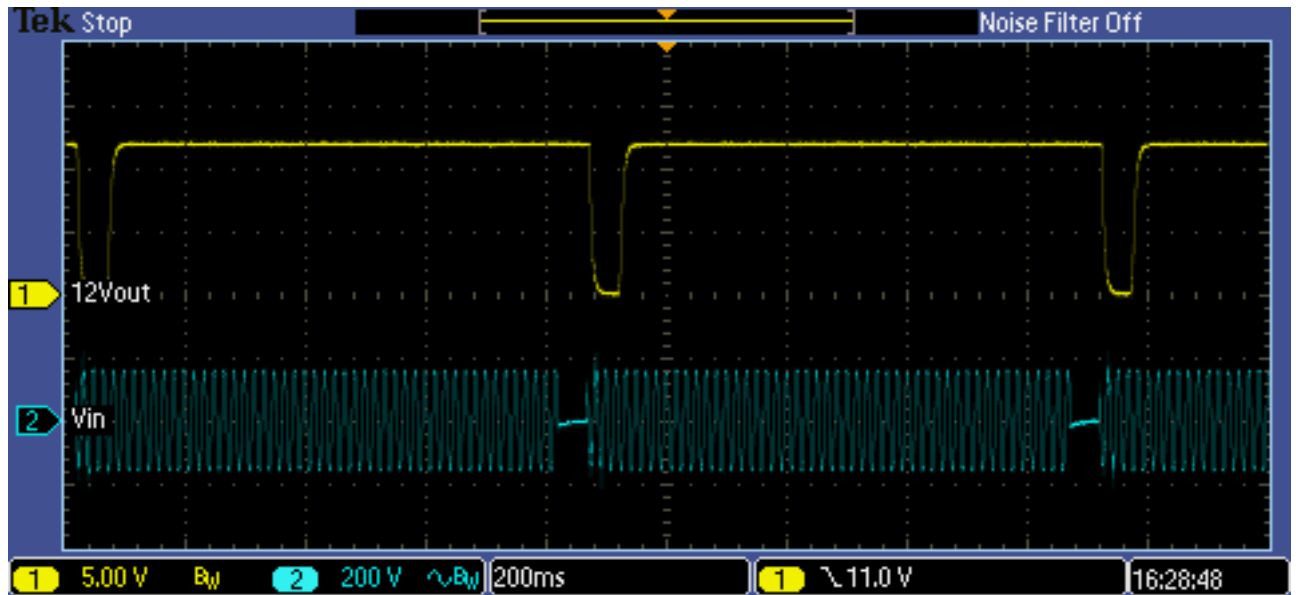 Tek Stop
Noise Filter Off
1 12Vout
2 Vin
1 5.00 V BW 2 200 V ∿BW 200ms 1 ╲ 11.0 V 16:28:48